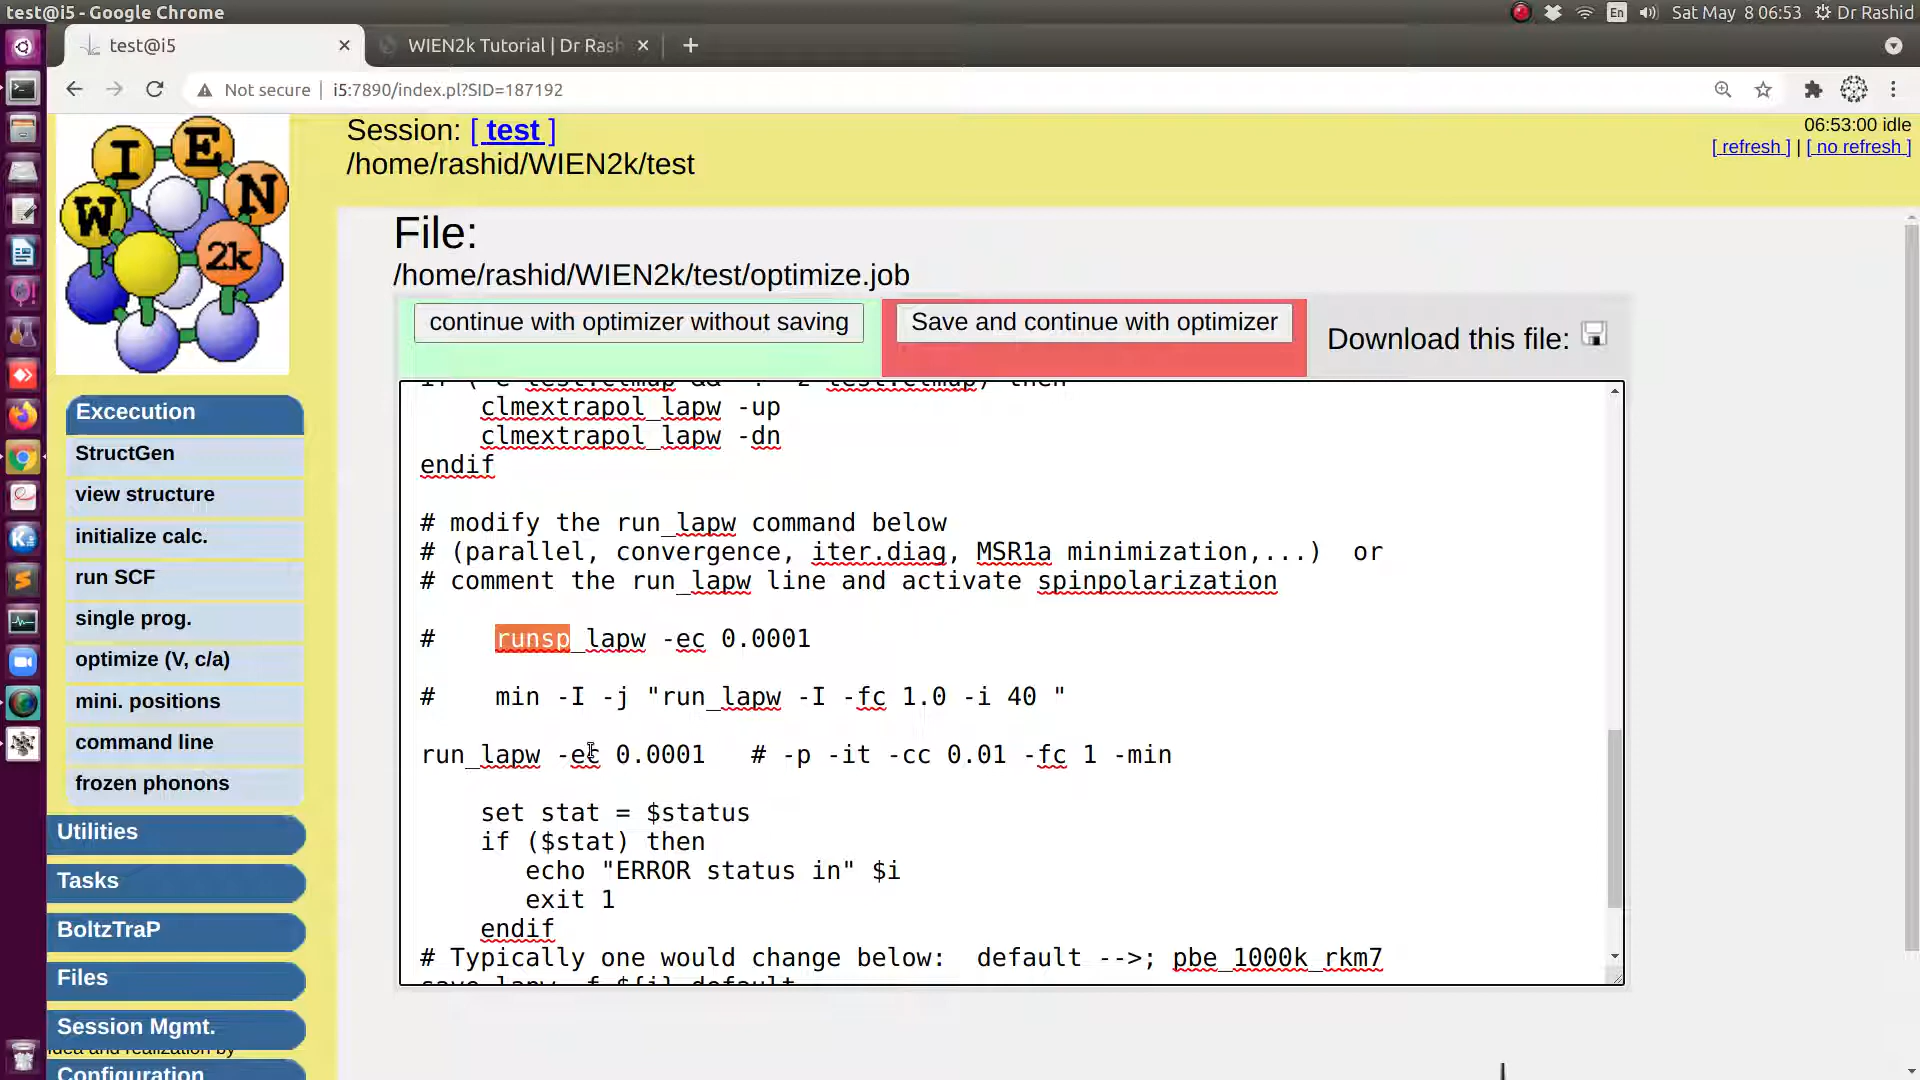 test@i5 - Google Chrome
En
Sat May 8 06:53
Dr Rashid
test@i5
WIEN2k Tutorial | Dr Rash
Not secure
i5:7890/index.pl?SID=187192
W I E N 2k
Session: [ test ]
/home/rashid/WIEN2k/test
06:53:00 idle
[ refresh ] | [ no refresh ]
File:
/home/rashid/WIEN2k/test/optimize.job
continue with optimizer without saving
Save and continue with optimizer
Download this file:
clmextrapol_lapw -up
clmextrapol_lapw -dn
endif
# modify the run_lapw command below
# (parallel, convergence, iter.diag, MSR1a minimization,...)  or
# comment the run_lapw line and activate spinpolarization
#    runsp_lapw -ec 0.0001
#    min -I -j "run_lapw -I -fc 1.0 -i 40 "
run_lapw -ec 0.0001   # -p -it -cc 0.01 -fc 1 -min
set stat = $status
if ($stat) then
echo "ERROR status in" $i
exit 1
endif
# Typically one would change below:  default -->; pbe_1000k_rkm7
Excecution
StructGen
view structure
initialize calc.
run SCF
single prog.
optimize (V, c/a)
mini. positions
command line
frozen phonons
Utilities
Tasks
BoltzTraP
Files
Session Mgmt.
Configuration